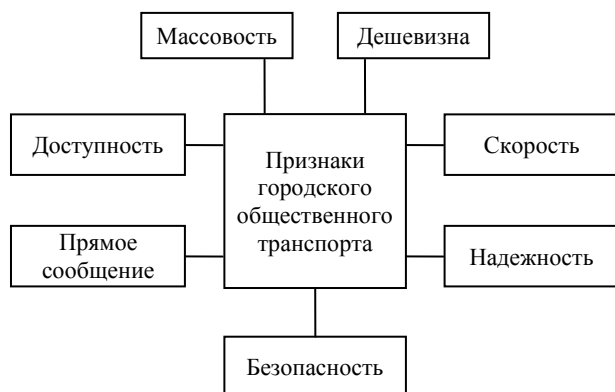 Массовость
Дешевизна
Доступность
Признаки
городского
общественного
транспорта
Скорость
Прямое
сообщение
Надежность
Безопасность